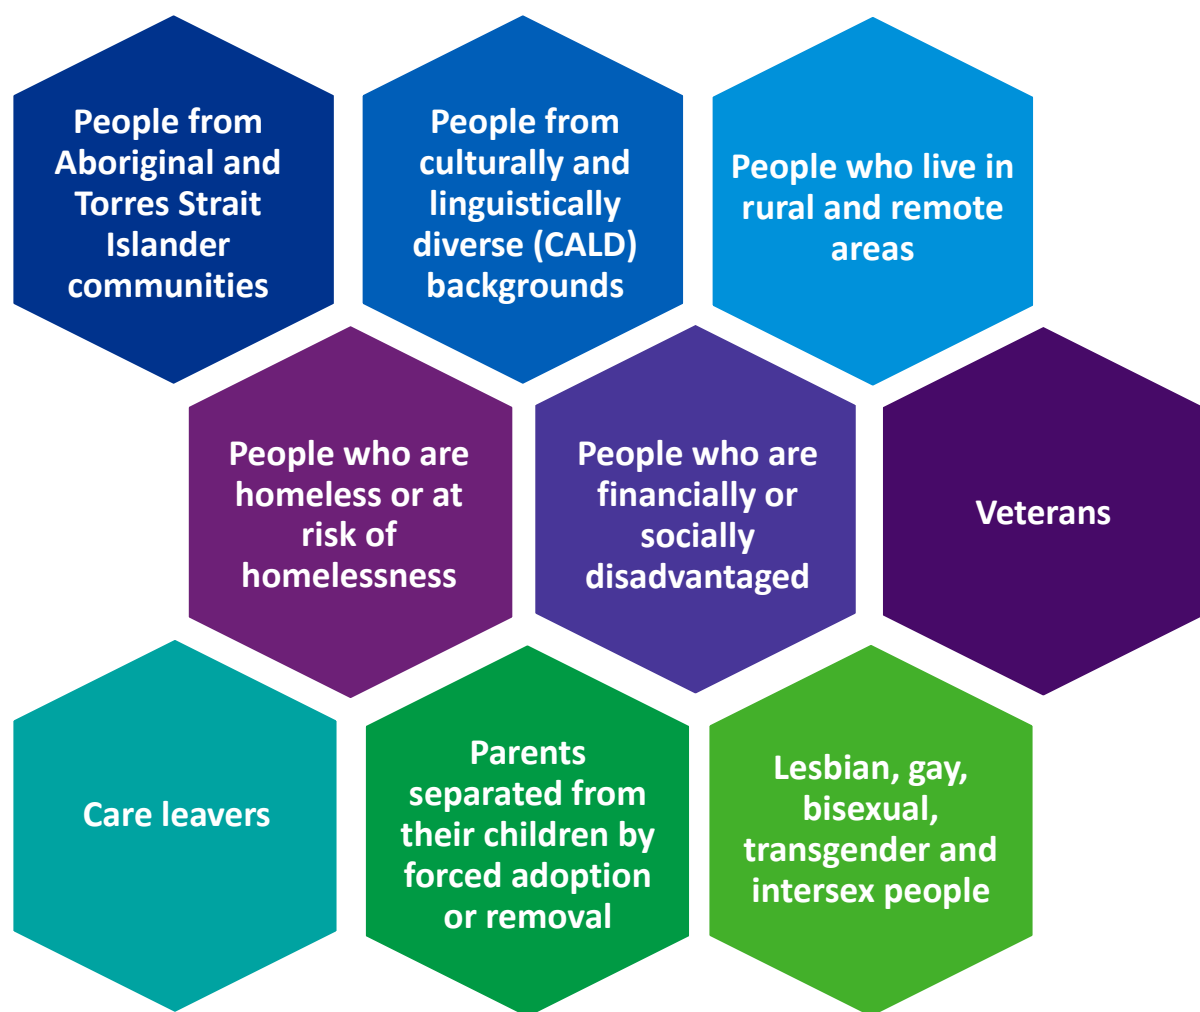 People from
Aboriginal and
Torres Strait
Islander
communities
People from
culturally and
linguistically
diverse (CALD)
backgrounds
People who live in
rural and remote
areas
People who are
homeless or at
risk of
homelessness
People who are
financially or
socially
disadvantaged
Veterans
Care leavers
Parents
separated from
their children by
forced adoption
or removal
Lesbian, gay,
bisexual,
transgender and
intersex people